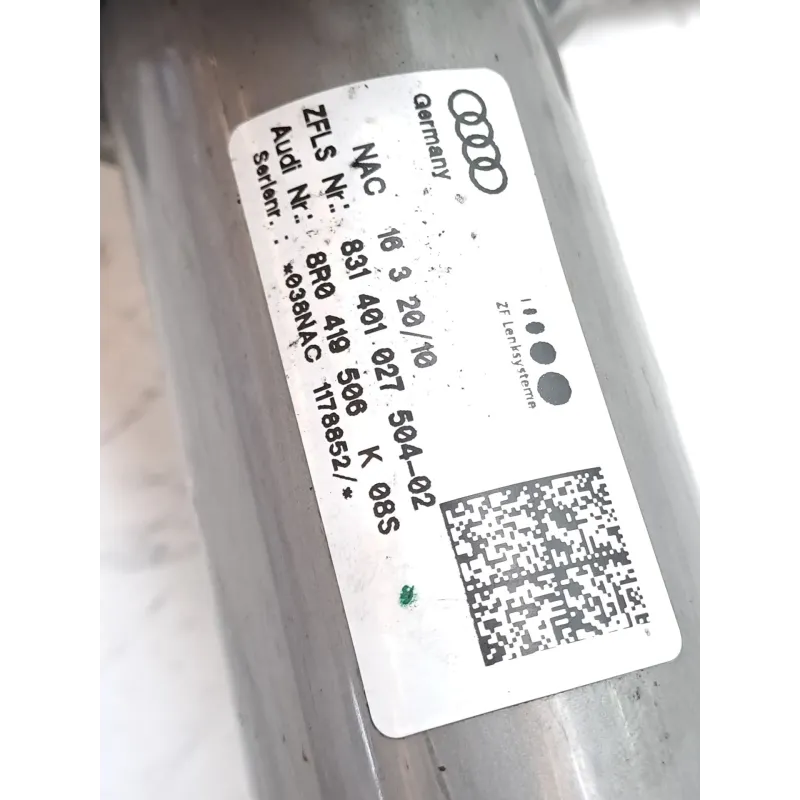 Germany
NAC 16 3 20/10
ZFLS Nr: 831 401 027 504-02
Audi Nr: 8R0 419 506 K 08S
Serienr.: *038NAC 1178852/*
ZF Lenksysteme